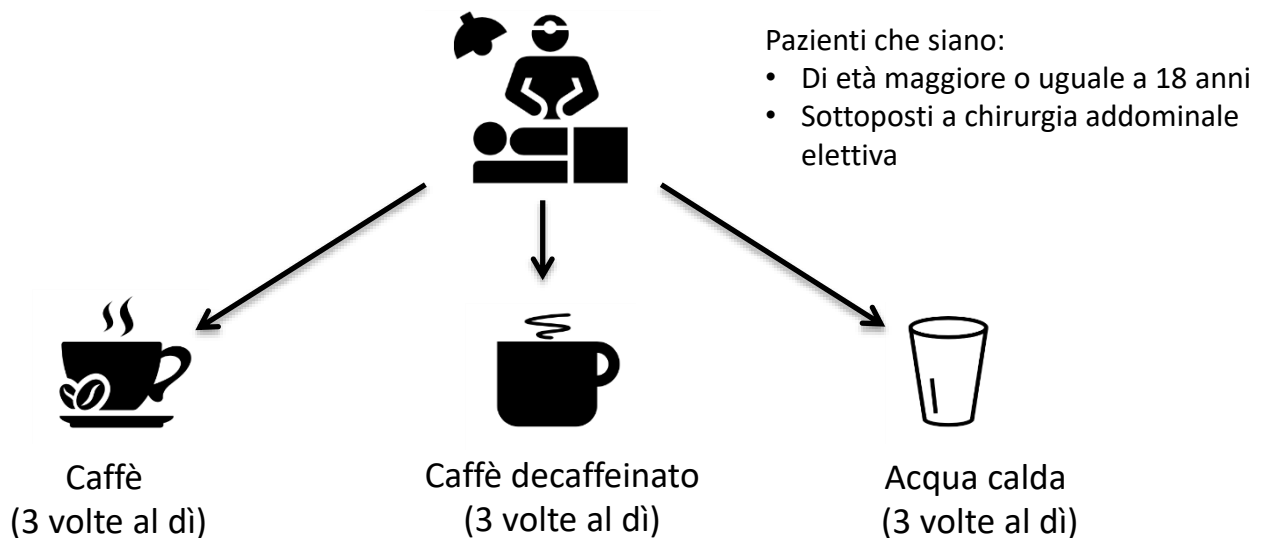 Pazienti che siano:
• Di età maggiore o uguale a 18 anni
• Sottoposti a chirurgia addominale
elettiva
Caffè
(3 volte al dì)
Caffè decaffeinato
(3 volte al dì)
Acqua calda
(3 volte al dì)